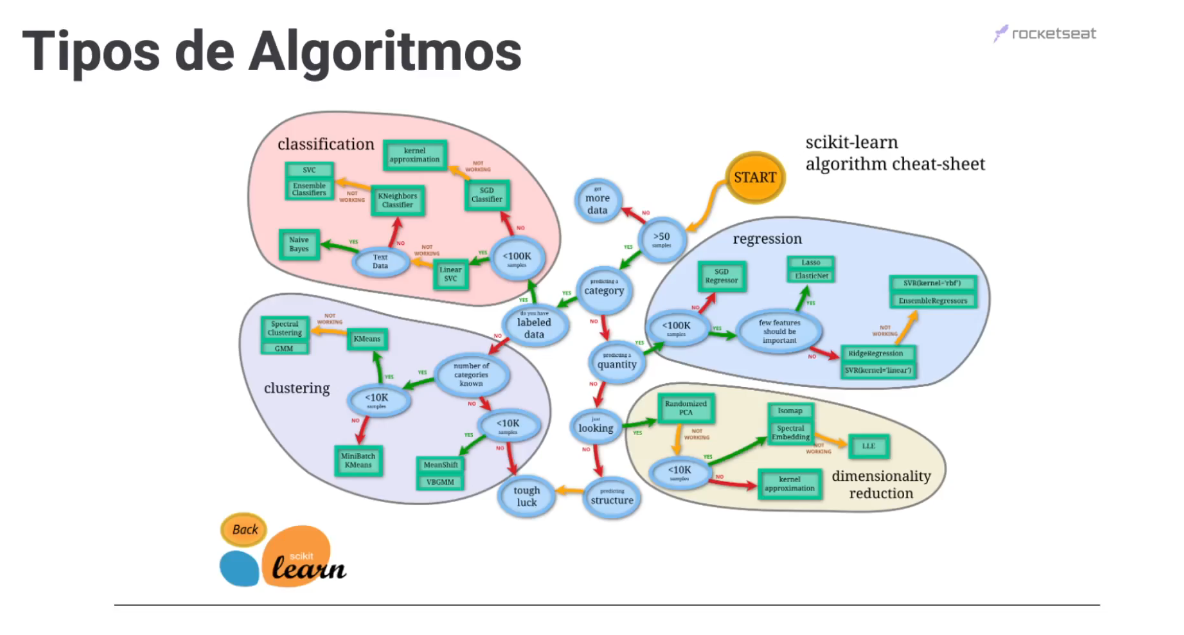 Tipos de Algoritmos
rocketseat
scikit-learn
algorithm cheat-sheet
START
get
more
data
NO
>50
samples
YES
predicting a
category
YES
NO
do you have
labeled
data
YES
NO
predicting a
quantity
YES
NO
just
looking
YES
NO
predicting
structure
tough
luck
classification
kernel
approximation
NOT
WORKING
SVC
Ensemble
Classifiers
NOT
WORKING
KNeighbors
Classifier
SGD
Classifier
NO
Naive
Bayes
YES
Text
Data
NO
NOT
WORKING
Linear
SVC
YES
<100K
samples
regression
SGD
Regressor
Lasso
ElasticNet
SVR(kernel='rbf')
EnsembleRegressors
<100K
samples
NO
YES
few features
should be
important
YES
NO
NOT
WORKING
RidgeRegression
SVR(kernel='linear')
clustering
Spectral
Clustering
GMM
NOT
WORKING
KMeans
YES
<10K
samples
NO
YES
number of
categories
known
NO
MiniBatch
KMeans
<10K
samples
YES
NO
MeanShift
VBGMM
Randomized
PCA
NOT
WORKING
Isomap
Spectral
Embedding
NOT
WORKING
LLE
<10K
samples
YES
NO
kernel
approximation
dimensionality
reduction
Back
scikit
learn